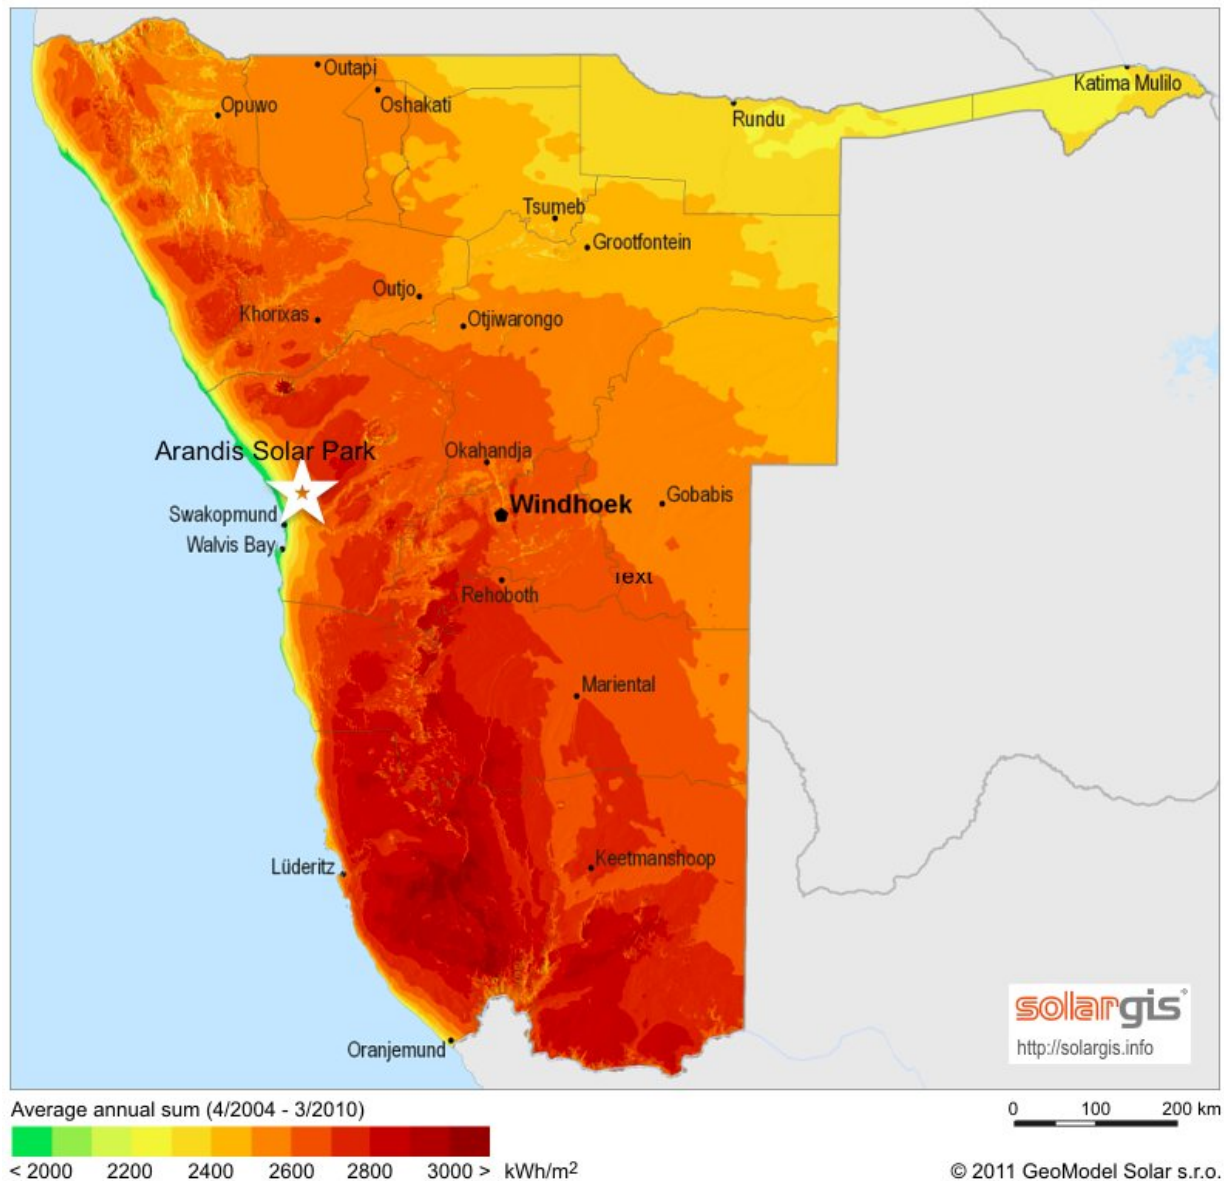 Outapi
Oshakati
Opuwo
Katima Mulilo
Rundu
Tsumeb
Grootfontein
Outjo
Khorixas
Otjiwarongo
Arandis Solar Park
Okahandja
Windhoek
Gobabis
Swakopmund
Walvis Bay
Text
Rehoboth
Mariental
Keetmanshoop
Lüderitz
Oranjemund
solargis
http://solargis.info
Average annual sum (4/2004 - 3/2010)
0 100 200 km
< 2000 2200 2400 2600 2800 3000 > kWh/m²
© 2011 GeoModel Solar s.r.o.